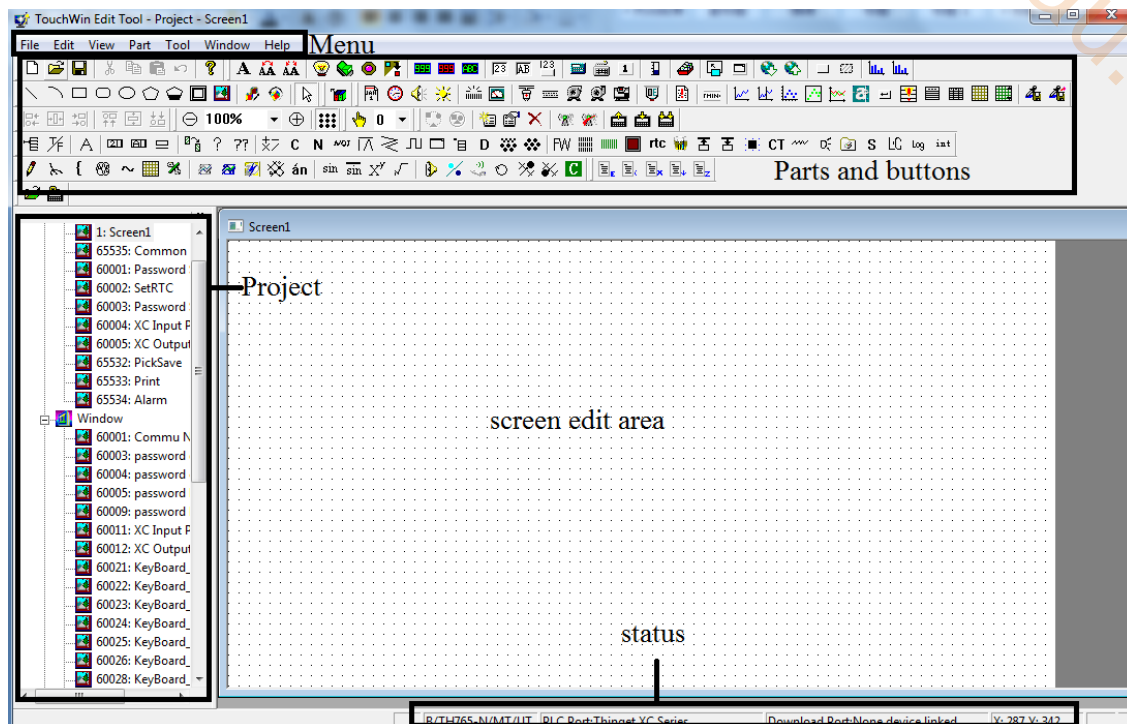 TouchWin Edit Tool - Project - Screen1
File Edit View Part Tool Window Help Menu
100% 0
Parts and buttons
1: Screen1
65535: Common
60001: Password
60002: SetRTC
60003: Password
60004: XC Input P
60005: XC Output
65532: PickSave
65533: Print
65534: Alarm
Window
60001: Commu N
60003: password
60004: password
60005: password
60009: password
60011: XC Input P
60012: XC Output
60021: KeyBoard_
60022: KeyBoard_
60023: KeyBoard_
60024: KeyBoard_
60025: KeyBoard_
60026: KeyBoard_
60028: KeyBoard_
Screen1
Project
screen edit area
status
B/TH765-N/MT/UT PLC Port:Thinget XC Series Download Port:None device linked X: 287 Y: 342